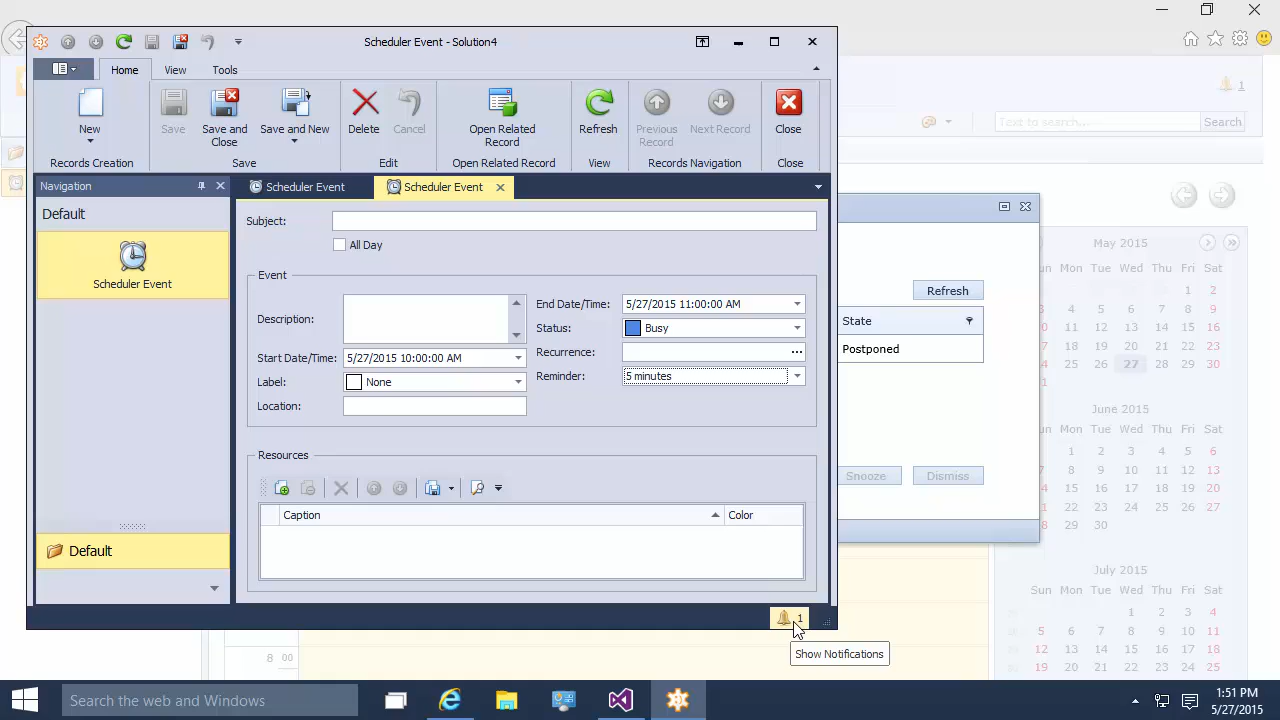 Scheduler Event - Solution4
Home
View
Tools
New
Save
Save and Close
Save and New
Delete
Cancel
Open Related Record
Refresh
Previous Record
Next Record
Close
Records Creation
Save
Edit
Open Related Record
View
Records Navigation
Close
1
Text to search...
Search
Navigation
Default
Scheduler Event
Default
Scheduler Event
Scheduler Event
Subject:
All Day
Event
Description:
Start Date/Time:
5/27/2015 10:00:00 AM
Label:
None
Location:
End Date/Time:
5/27/2015 11:00:00 AM
Status:
Busy
Recurrence:
Reminder:
5 minutes
Resources
Caption
Color
1
Show Notifications
Refresh
State
Postponed
Snooze
Dismiss
8 00
May 2015
un Mon Tue Wed Thu Fri Sat
1 2
4 5 6 7 8 9
11 12 13 14 15 16
18 19 20 21 22 23
25 26 27 28 29 30
1
June 2015
un Mon Tue Wed Thu Fri Sat
1 2 3 4 5 6
8 9 10 11 12 13
15 16 17 18 19 20
22 23 24 25 26 27
8 29 30
July 2015
Sun Mon Tue Wed Thu Fri Sat
1 2 3 4
5 6 7 8 9 10 11
12 13 14 15 16 17 18
19 20 21 22 23 24 25
Search the web and Windows
1:51 PM
5/27/2015